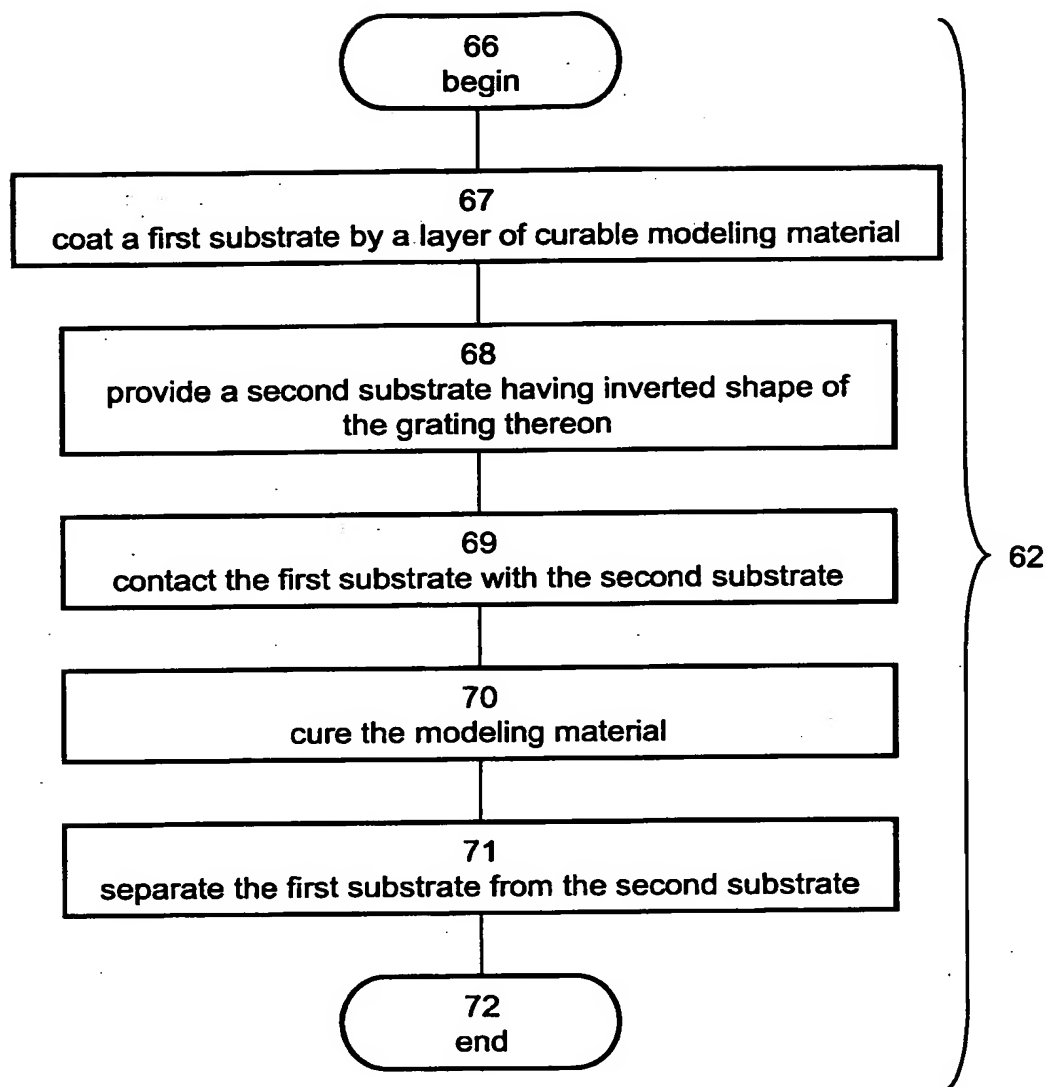 66
begin
67
coat a first substrate by a layer of curable modeling material
68
provide a second substrate having inverted shape of
the grating thereon
69
contact the first substrate with the second substrate
62
70
cure the modeling material
71
separate the first substrate from the second substrate
72
end